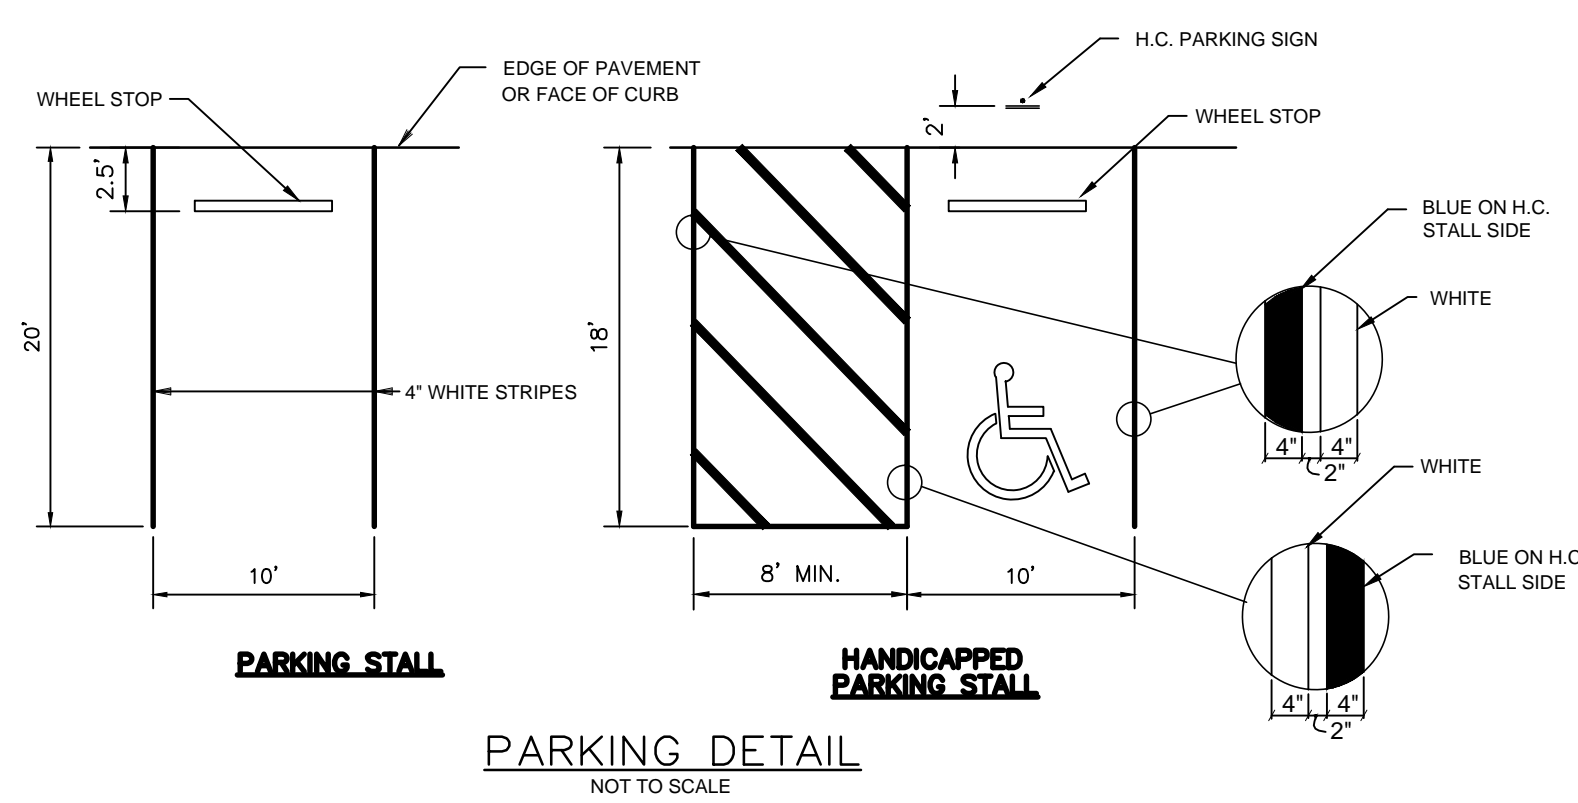 H.C. PARKING SIGN
EDGE OF PAVEMENT
OR FACE OF CURB
WHEEL STOP
2'
WHEEL STOP
2.5'
BLUE ON H.C.
STALL SIDE
WHITE
20'
18'
4" WHITE STRIPES
4" 4"
2"
WHITE
BLUE ON H.C
STALL SIDE
10'
8' MIN.
10'
4" 4"
2"
PARKING STALL
HANDICAPPED
PARKING STALL
PARKING DETAIL
NOT TO SCALE